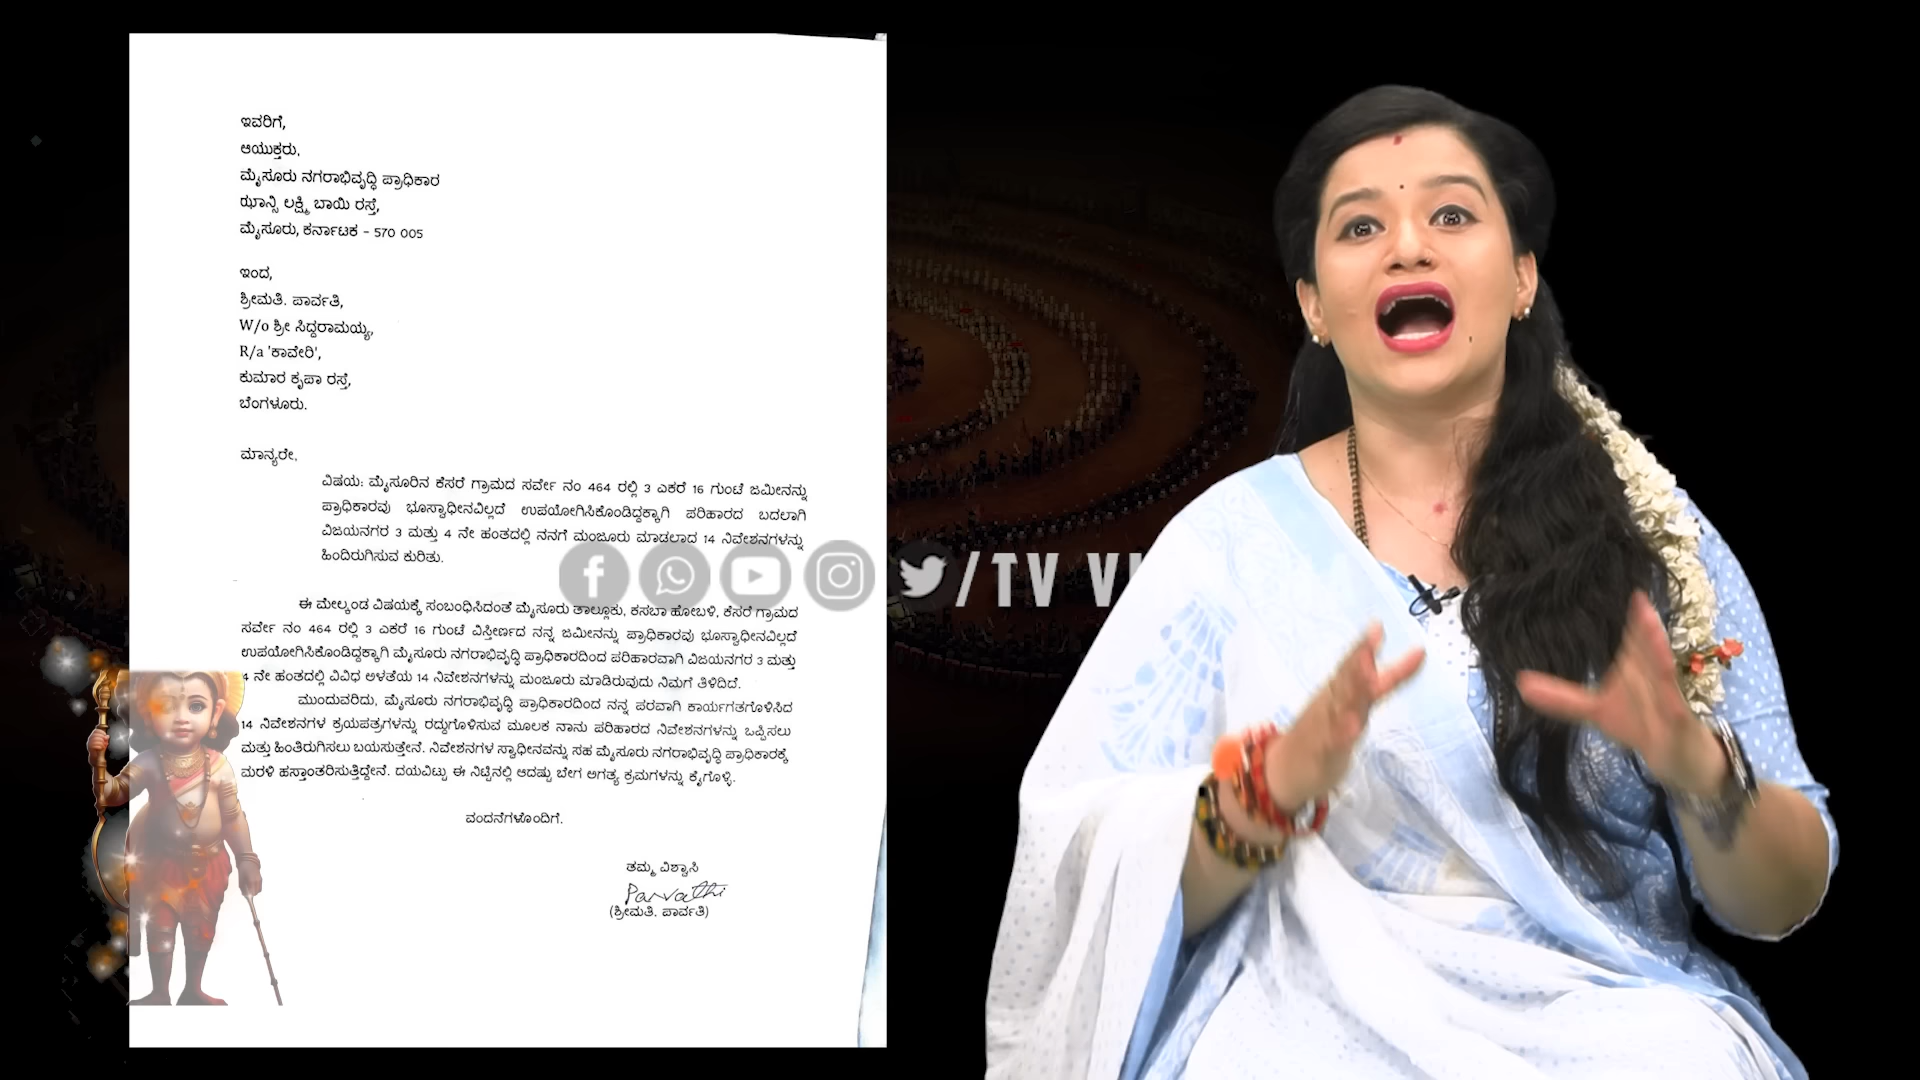 ಇವರಿಗೆ,
ಆಯುಕ್ತರು,
ಮೈಸೂರು ನಗರಾಭಿವೃದ್ಧಿ ಪ್ರಾಧಿಕಾರ
ಝಾನ್ಸಿ ಲಕ್ಷ್ಮಿ ಬಾಯಿ ರಸ್ತೆ,
ಮೈಸೂರು, ಕರ್ನಾಟಕ – 570 005
ಇಂದ,
ಶ್ರೀಮತಿ. ಪಾರ್ವತಿ,
W/o ಶ್ರೀ ಸಿದ್ದರಾಮಯ್ಯ,
R/a 'ಕಾವೇರಿ',
ಕುಮಾರ ಕೃಪಾ ರಸ್ತೆ,
ಬೆಂಗಳೂರು.
ಮಾನ್ಯರೇ,
ವಿಷಯ: ಮೈಸೂರಿನ ಕೆಸರೆ ಗ್ರಾಮದ ಸರ್ವೇ ನಂ 464 ರಲ್ಲಿ 3 ಎಕರೆ 16 ಗುಂಟೆ ಜಮೀನನ್ನು
ಪ್ರಾಧಿಕಾರವು ಭೂಸ್ವಾಧೀನವಿಲ್ಲದೆ ಉಪಯೋಗಿಸಿಕೊಂಡಿದ್ದಕ್ಕಾಗಿ ಪರಿಹಾರದ ಬದಲಾಗಿ
ವಿಜಯನಗರ 3 ಮತ್ತು 4 ನೇ ಹಂತದಲ್ಲಿ ನನಗೆ ಮಂಜೂರು ಮಾಡಲಾದ 14 ನಿವೇಶನಗಳನ್ನು
ಹಿಂದಿರುಗಿಸುವ ಕುರಿತು.
ಈ ಮೇಲ್ಕಂಡ ವಿಷಯಕ್ಕೆ ಸಂಬಂಧಿಸಿದಂತೆ ಮೈಸೂರು ತಾಲ್ಲೂಕು, ಕಸಬಾ ಹೋಬಳಿ, ಕೆಸರೆ ಗ್ರಾಮದ
ಸರ್ವೇ ನಂ 464 ರಲ್ಲಿ 3 ಎಕರೆ 16 ಗುಂಟೆ ವಿಸ್ತೀರ್ಣದ ನನ್ನ ಜಮೀನನ್ನು ಪ್ರಾಧಿಕಾರವು ಭೂಸ್ವಾಧೀನವಿಲ್ಲದೆ
ಉಪಯೋಗಿಸಿಕೊಂಡಿದ್ದಕ್ಕಾಗಿ ಮೈಸೂರು ನಗರಾಭಿವೃದ್ಧಿ ಪ್ರಾಧಿಕಾರದಿಂದ ಪರಿಹಾರವಾಗಿ ವಿಜಯನಗರ 3 ಮತ್ತು
4 ನೇ ಹಂತದಲ್ಲಿ ವಿವಿಧ ಅಳತೆಯ 14 ನಿವೇಶನಗಳನ್ನು ಮಂಜೂರು ಮಾಡಿರುವುದು ನಿಮಗೆ ತಿಳಿದಿದೆ.
ಮುಂದುವರಿದು, ಮೈಸೂರು ನಗರಾಭಿವೃದ್ಧಿ ಪ್ರಾಧಿಕಾರದಿಂದ ನನ್ನ ಪರವಾಗಿ ಕಾರ್ಯಗತಗೊಳಿಸಿದ
14 ನಿವೇಶನಗಳ ಕ್ರಯಪತ್ರಗಳನ್ನು ರದ್ದುಗೊಳಿಸುವ ಮೂಲಕ ನಾನು ಪರಿಹಾರದ ನಿವೇಶನಗಳನ್ನು ಒಪ್ಪಿಸಲು
ಮತ್ತು ಹಿಂತಿರುಗಿಸಲು ಬಯಸುತ್ತೇನೆ. ನಿವೇಶನಗಳ ಸ್ವಾಧೀನವನ್ನು ಸಹ ಮೈಸೂರು ನಗರಾಭಿವೃದ್ಧಿ ಪ್ರಾಧಿಕಾರಕ್ಕೆ
ಮರಳಿ ಹಸ್ತಾಂತರಿಸುತ್ತಿದ್ದೇನೆ. ದಯವಿಟ್ಟು ಈ ನಿಟ್ಟಿನಲ್ಲಿ ಆದಷ್ಟು ಬೇಗ ಅಗತ್ಯ ಕ್ರಮಗಳನ್ನು ಕೈಗೊಳ್ಳಿ.
ವಂದನೆಗಳೊಂದಿಗೆ.
ತಮ್ಮ ವಿಶ್ವಾಸಿ
Parvathi
(ಶ್ರೀಮತಿ. ಪಾರ್ವತಿ)
/TV